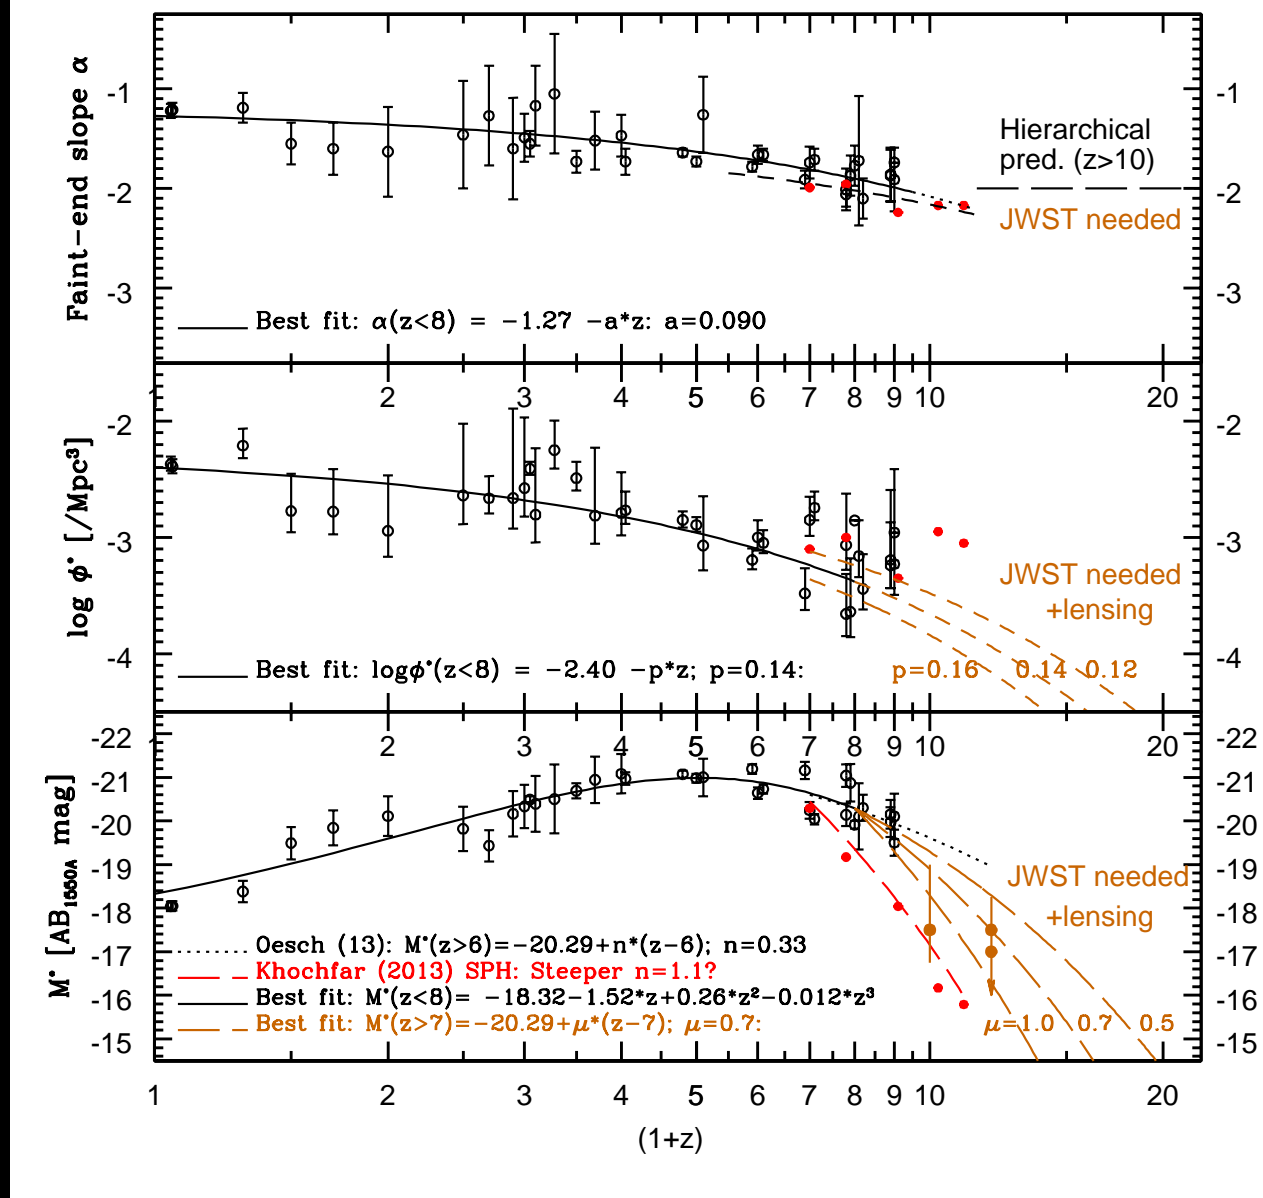 Faint-end slope α
-1
-2
-3
-1
-2
-3
Hierarchical
pred. (z>10)
JWST needed
Best fit: α(z<8) = −1.27 −a*z: a=0.090
1 2 3 4 5 6 7 8 9 10 20
log ϕ* [/Mpc³]
-2
-3
-4
-2
-3
-4
JWST needed
+lensing
Best fit: logϕ*(z<8) = −2.40 −p*z; p=0.14:
p=0.16 0.14 0.12
1 2 3 4 5 6 7 8 9 10 20
M* [AB1550A mag]
-22
-21
-20
-19
-18
-17
-16
-15
-22
-21
-20
-19
-18
-17
-16
-15
JWST needed
+lensing
Oesch (13): M*(z>6)=−20.29+n*(z−6); n=0.33
Khochfar (2013) SPH: Steeper n=1.1?
Best fit: M*(z<8)= −18.32−1.52*z+0.26*z²−0.012*z³
Best fit: M*(z>7)=−20.29+μ*(z−7); μ=0.7:
μ=1.0 0.7 0.5
1 2 3 4 5 6 7 8 9 10 20
(1+z)